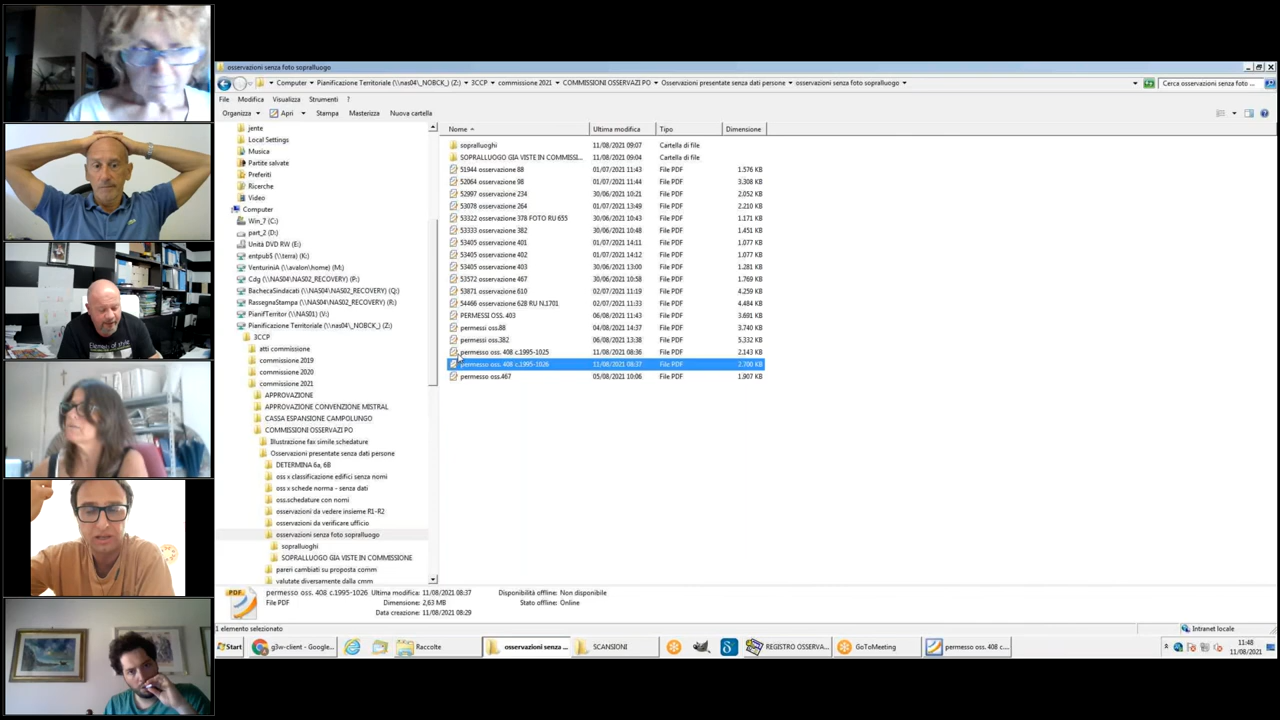 osservazioni senza foto sopralluogo
Computer Pianificazione Territoriale (\\nas04\_NOBCK_) (Z:) 3CCP commissione 2021 COMMISSIONI OSSERVAZI PO Osservazioni presentate senza dati persone osservazioni senza foto sopralluogo
Cerca osservazioni senza foto ...
File Modifica Visualizza Strumenti ?
Organizza Apri Stampa Masterizza Nuova cartella
jente
Local Settings
Musica
Partite salvate
Preferiti
Ricerche
Video
Computer
Win_7 (C:)
part_2 (D:)
Unità DVD RW (E:)
entpub$ (\\terra) (K:)
VenturiniA (\\avalon\home) (M:)
Cdg (\\NAS04\NAS02_RECOVERY) (P:)
BachecaSindacati (\\NAS04\NAS02_RECOVERY) (Q:)
RassegnaStampa (\\NAS04\NAS02_RECOVERY) (R:)
PianifTerritor (\\NAS01) (V:)
Pianificazione Territoriale (\\nas04\_NOBCK_) (Z:)
3CCP
atti commissione
commissione 2019
commissione 2020
commissione 2021
APPROVAZIONE
APPROVAZIONE CONVENZIONE MISTRAL
CASSA ESPANSIONE CAMPOLUNGO
COMMISSIONI OSSERVAZI PO
Illustrazione fax simile schedature
Osservazioni presentate senza dati persone
DETERMINA 6a, 6B
oss x classificazione edifici senza nomi
oss x schede norma - senza dati
oss.schedature con nomi
osservazioni da vedere insieme R1-R2
osservazioni da verificare ufficio
osservazioni senza foto sopralluogo
sopralluoghi
SOPRALLUOGO GIA VISTE IN COMMISSIONE
pareri cambiati su proposta comm
valutate diversamente dalla cmm
Nome Ultima modifica Tipo Dimensione
sopralluoghi 11/08/2021 09:07 Cartella di file
SOPRALLUOGO GIA VISTE IN COMMISSI... 11/08/2021 09:04 Cartella di file
51944 osservazione 88 01/07/2021 11:43 File PDF 1.576 KB
52064 osservazione 98 01/07/2021 11:44 File PDF 3.308 KB
52997 osservazione 234 30/06/2021 10:21 File PDF 2.052 KB
53078 osservazione 264 01/07/2021 13:49 File PDF 2.210 KB
53322 osservazione 378 FOTO RU 655 30/06/2021 10:43 File PDF 1.171 KB
53333 osservazione 382 30/06/2021 10:48 File PDF 1.451 KB
53405 osservazione 401 01/07/2021 14:11 File PDF 1.077 KB
53405 osservazione 402 01/07/2021 14:12 File PDF 1.077 KB
53405 osservazione 403 30/06/2021 13:00 File PDF 1.281 KB
53572 osservazione 467 30/06/2021 10:58 File PDF 1.769 KB
53871 osservazione 610 02/07/2021 11:19 File PDF 4.259 KB
54466 osservazione 628 RU N.1701 02/07/2021 11:33 File PDF 4.484 KB
PERMESSI OSS. 403 06/08/2021 11:43 File PDF 3.691 KB
permessi oss.88 04/08/2021 14:37 File PDF 3.740 KB
permessi oss.382 06/08/2021 13:38 File PDF 5.332 KB
permesso oss. 408 c.1995-1025 11/08/2021 08:36 File PDF 2.143 KB
permesso oss. 408 c.1995-1026 11/08/2021 08:37 File PDF 2.700 KB
permesso oss.467 05/08/2021 10:06 File PDF 1.907 KB
permesso oss. 408 c.1995-1026 Ultima modifica: 11/08/2021 08:37 Disponibilità offline: Non disponibile
File PDF Dimensione: 2,63 MB Stato offline: Online
Data creazione: 11/08/2021 08:29
PDF
1 elemento selezionato
Intranet locale
Start g3w-client - Google... Raccolte osservazioni senza ... SCANSIONI REGISTRO OSSERVA... GoToMeeting permesso oss. 408 c....
11:48
11/08/2021